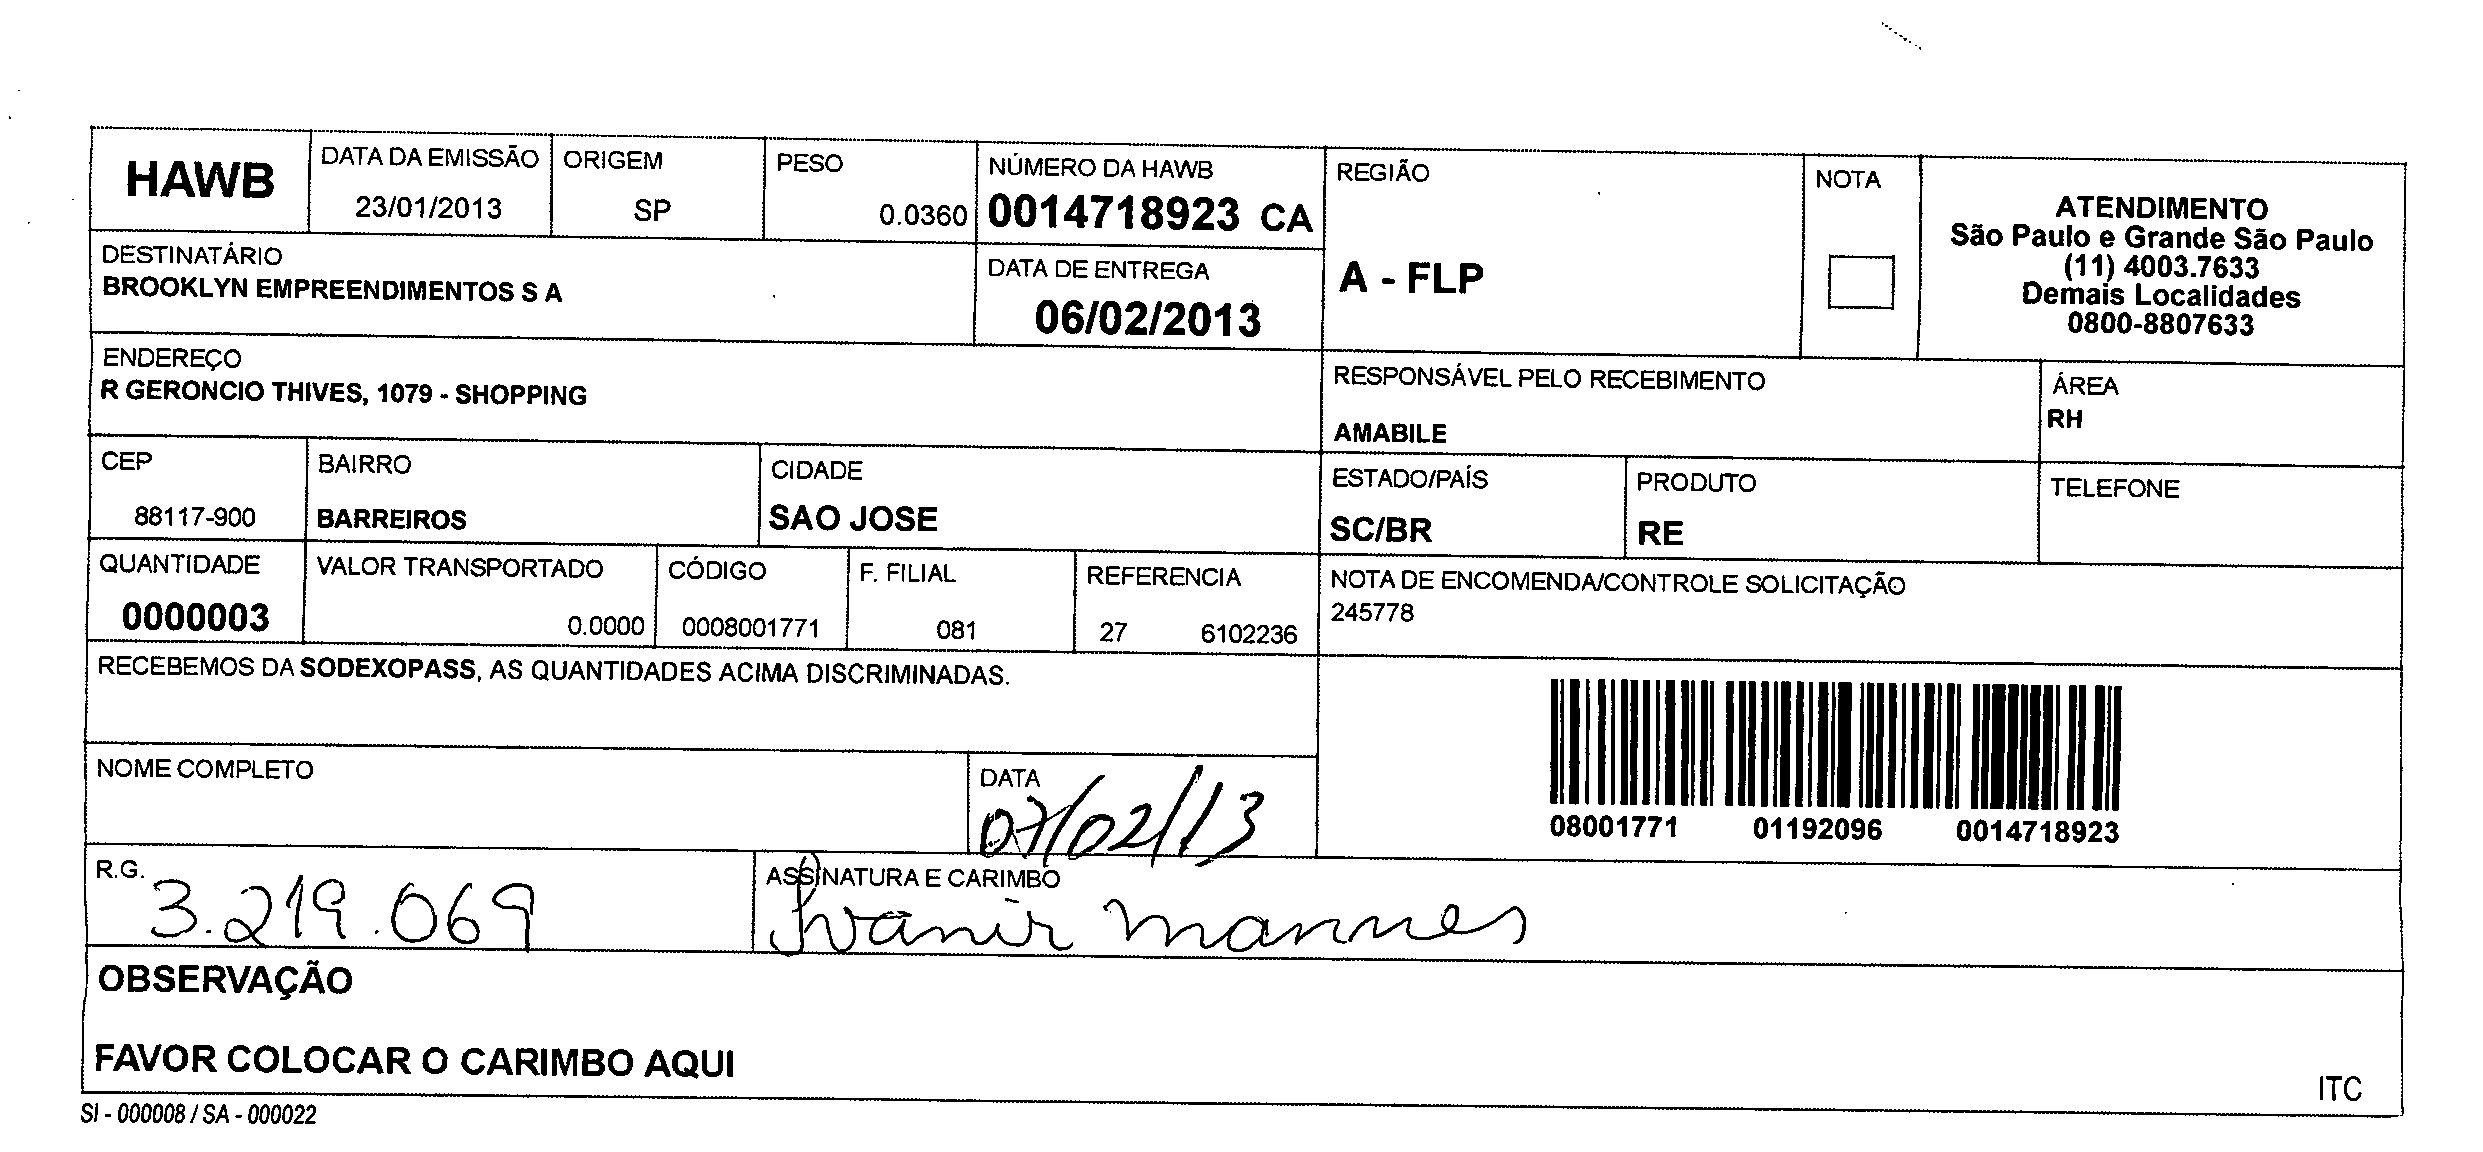 HAWB
DATA DA EMISSÃO
23/01/2013
ORIGEM
SP
PESO
0.0360
NÚMERO DA HAWB
0014718923 CA
REGIÃO
A - FLP
NOTA
ATENDIMENTO
São Paulo e Grande São Paulo
(11) 4003.7633
Demais Localidades
0800-8807633
DESTINATÁRIO
BROOKLYN EMPREENDIMENTOS S A
DATA DE ENTREGA
06/02/2013
ENDEREÇO
R GERONCIO THIVES, 1079 - SHOPPING
RESPONSÁVEL PELO RECEBIMENTO
AMABILE
ÁREA
RH
CEP
88117-900
BAIRRO
BARREIROS
CIDADE
SAO JOSE
ESTADO/PAÍS
SC/BR
PRODUTO
RE
TELEFONE
QUANTIDADE
0000003
VALOR TRANSPORTADO
0.0000
CÓDIGO
0008001771
F. FILIAL
081
REFERENCIA
27 6102236
NOTA DE ENCOMENDA/CONTROLE SOLICITAÇÃO
245778
RECEBEMOS DA SODEXOPASS, AS QUANTIDADES ACIMA DISCRIMINADAS.
08001771 01192096 0014718923
NOME COMPLETO
DATA
07/02/13
R.G.
3.219.069
ASSINATURA E CARIMBO
Ivanir Mannes
OBSERVAÇÃO
FAVOR COLOCAR O CARIMBO AQUI
ITC
SI - 000008 / SA - 000022